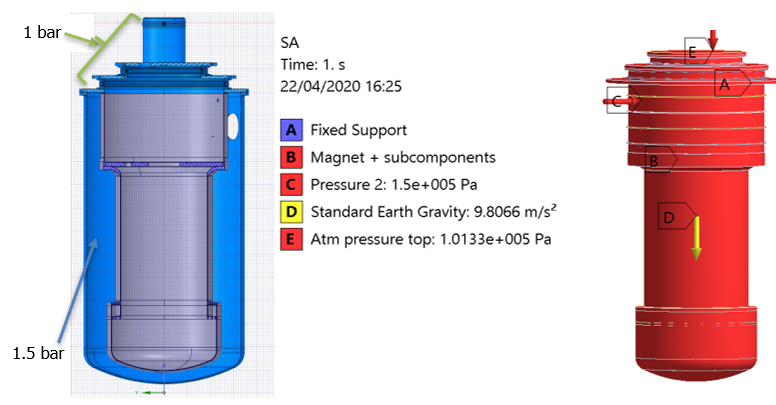 1 bar
1.5 bar
SA
Time: 1. s
22/04/2020 16:25
A Fixed Support
B Magnet + subcomponents
C Pressure 2: 1.5e+005 Pa
D Standard Earth Gravity: 9.8066 m/s²
E Atm pressure top: 1.0133e+005 Pa
E
A
C
B
D